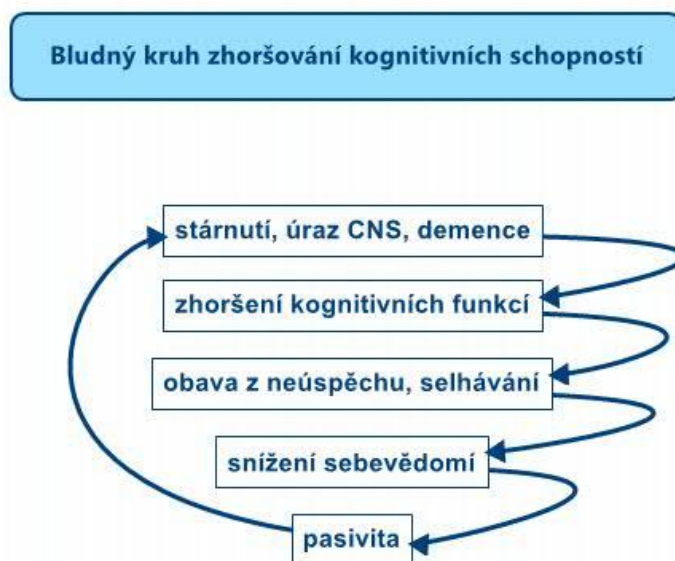 Bludný kruh zhoršování kognitivních schopností
stárnutí, úraz CNS, demence
zhoršení kognitivních funkcí
obava z neúspěchu, selhávání
snížení sebevědomí
pasivita